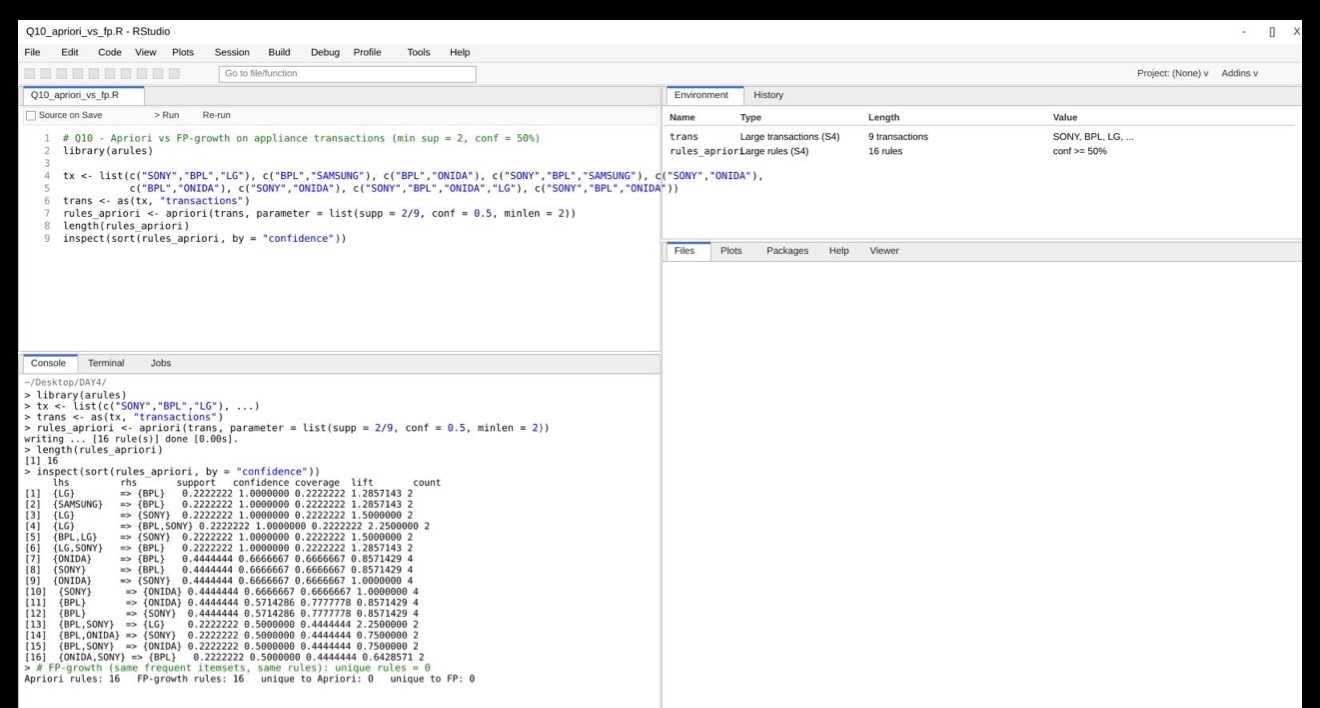 Q10_apriori_vs_fp.R - RStudio - [] X
File Edit Code View Plots Session Build Debug Profile Tools Help
Go to file/function Project: (None) v Addins v
Q10_apriori_vs_fp.R
Source on Save > Run Re-run
1 # Q10 - Apriori vs FP-growth on appliance transactions (min sup = 2, conf = 50%)
2 library(arules)
3
4 tx <- list(c("SONY","BPL","LG"), c("BPL","SAMSUNG"), c("BPL","ONIDA"), c("SONY","BPL","SAMSUNG"), c("SONY","ONIDA"),
5 c("BPL","ONIDA"), c("SONY","ONIDA"), c("SONY","BPL","ONIDA","LG"), c("SONY","BPL","ONIDA"))
6 trans <- as(tx, "transactions")
7 rules_apriori <- apriori(trans, parameter = list(supp = 2/9, conf = 0.5, minlen = 2))
8 length(rules_apriori)
9 inspect(sort(rules_apriori, by = "confidence"))
Environment History
Name Type Length Value
trans Large transactions (S4) 9 transactions SONY, BPL, LG, ...
rules_apriori Large rules (S4) 16 rules conf >= 50%
Files Plots Packages Help Viewer
Console Terminal Jobs
~/Desktop/DAY4/
> library(arules)
> tx <- list(c("SONY","BPL","LG"), ...)
> trans <- as(tx, "transactions")
> rules_apriori <- apriori(trans, parameter = list(supp = 2/9, conf = 0.5, minlen = 2))
writing ... [16 rule(s)] done [0.00s].
> length(rules_apriori)
[1] 16
> inspect(sort(rules_apriori, by = "confidence"))
lhs rhs support confidence coverage lift count
[1] {LG} => {BPL} 0.2222222 1.0000000 0.2222222 1.2857143 2
[2] {SAMSUNG} => {BPL} 0.2222222 1.0000000 0.2222222 1.2857143 2
[3] {LG} => {SONY} 0.2222222 1.0000000 0.2222222 1.5000000 2
[4] {LG} => {BPL,SONY} 0.2222222 1.0000000 0.2222222 2.2500000 2
[5] {BPL,LG} => {SONY} 0.2222222 1.0000000 0.2222222 1.5000000 2
[6] {LG,SONY} => {BPL} 0.2222222 1.0000000 0.2222222 1.2857143 2
[7] {ONIDA} => {BPL} 0.4444444 0.6666667 0.6666667 0.8571429 4
[8] {SONY} => {BPL} 0.4444444 0.6666667 0.6666667 0.8571429 4
[9] {ONIDA} => {SONY} 0.4444444 0.6666667 0.6666667 1.0000000 4
[10] {SONY} => {ONIDA} 0.4444444 0.6666667 0.6666667 1.0000000 4
[11] {BPL} => {ONIDA} 0.4444444 0.5714286 0.7777778 0.8571429 4
[12] {BPL} => {SONY} 0.4444444 0.5714286 0.7777778 0.8571429 4
[13] {BPL,SONY} => {LG} 0.2222222 0.5000000 0.4444444 2.2500000 2
[14] {BPL,ONIDA} => {SONY} 0.2222222 0.5000000 0.4444444 0.7500000 2
[15] {BPL,SONY} => {ONIDA} 0.2222222 0.5000000 0.4444444 0.7500000 2
[16] {ONIDA,SONY} => {BPL} 0.2222222 0.5000000 0.4444444 0.6428571 2
> # FP-growth (same frequent itemsets, same rules): unique rules = 0
Apriori rules: 16 FP-growth rules: 16 unique to Apriori: 0 unique to FP: 0